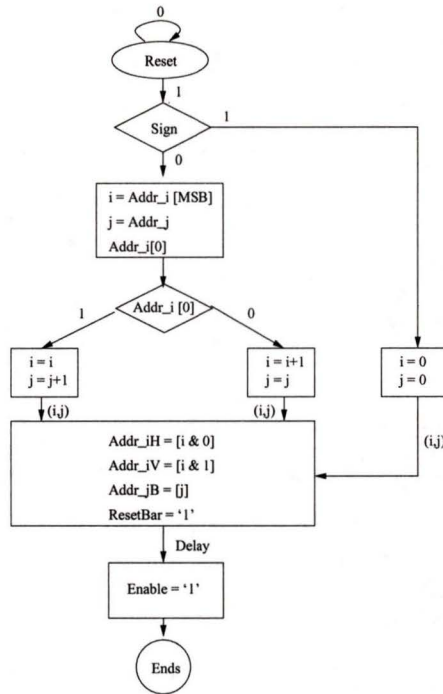 0
Reset
1
Sign
1
0
i = Addr_i [MSB]
j = Addr_j
Addr_i[0]
1
Addr_i [0]
0
i = i
j = j+1
i = i+1
j = j
i = 0
j = 0
(i,j)
(i,j)
(i,j)
Addr_iH = [i & 0]
Addr_iV = [i & 1]
Addr_jB = [j]
ResetBar = ‘1’
Delay
Enable = ‘1’
Ends